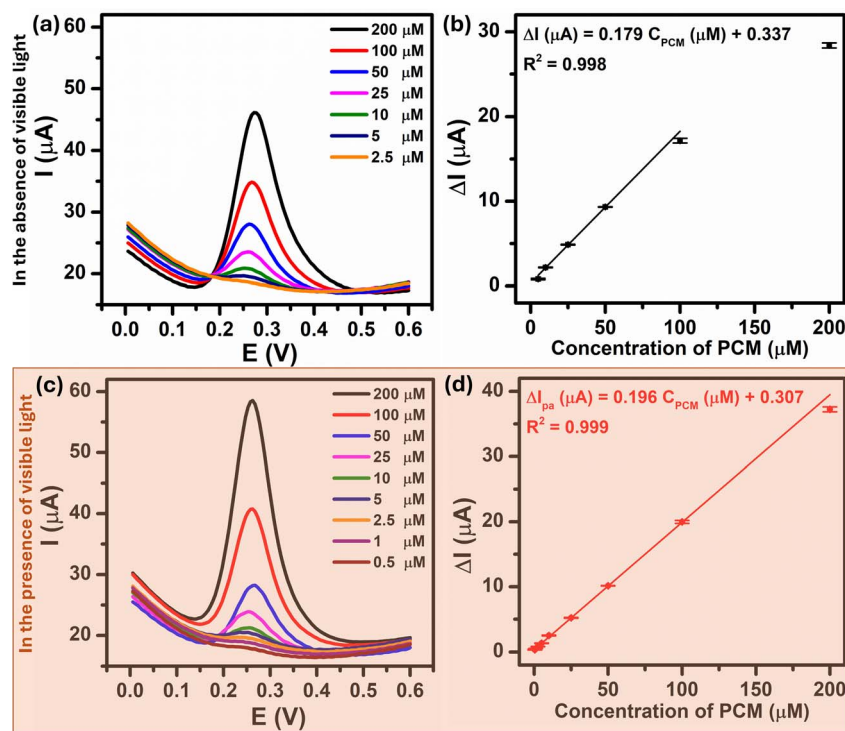 In the absence of visible light
(a)
200 μM
100 μM
50 μM
25 μM
10 μM
5 μM
2.5 μM
I (μA)
60
50
40
30
20
0.0 0.1 0.2 0.3 0.4 0.5 0.6
E (V)
(b)
ΔI (μA) = 0.179 C_PCM (μM) + 0.337
R² = 0.998
ΔI (μA)
30
20
10
0
0 50 100 200
Concentration of PCM (μM)
In the presence of visible light
(c)
200 μM
100 μM
50 μM
25 μM
10 μM
5 μM
2.5 μM
1 μM
0.5 μM
I (μA)
60
50
40
30
20
0.0 0.1 0.2 0.3 0.4 0.5 0.6
E (V)
(d)
ΔI_pa (μA) = 0.196 C_PCM (μM) + 0.307
R² = 0.999
ΔI (μA)
40
30
20
10
0
0 50 100 150 200
Concentration of PCM (μM)